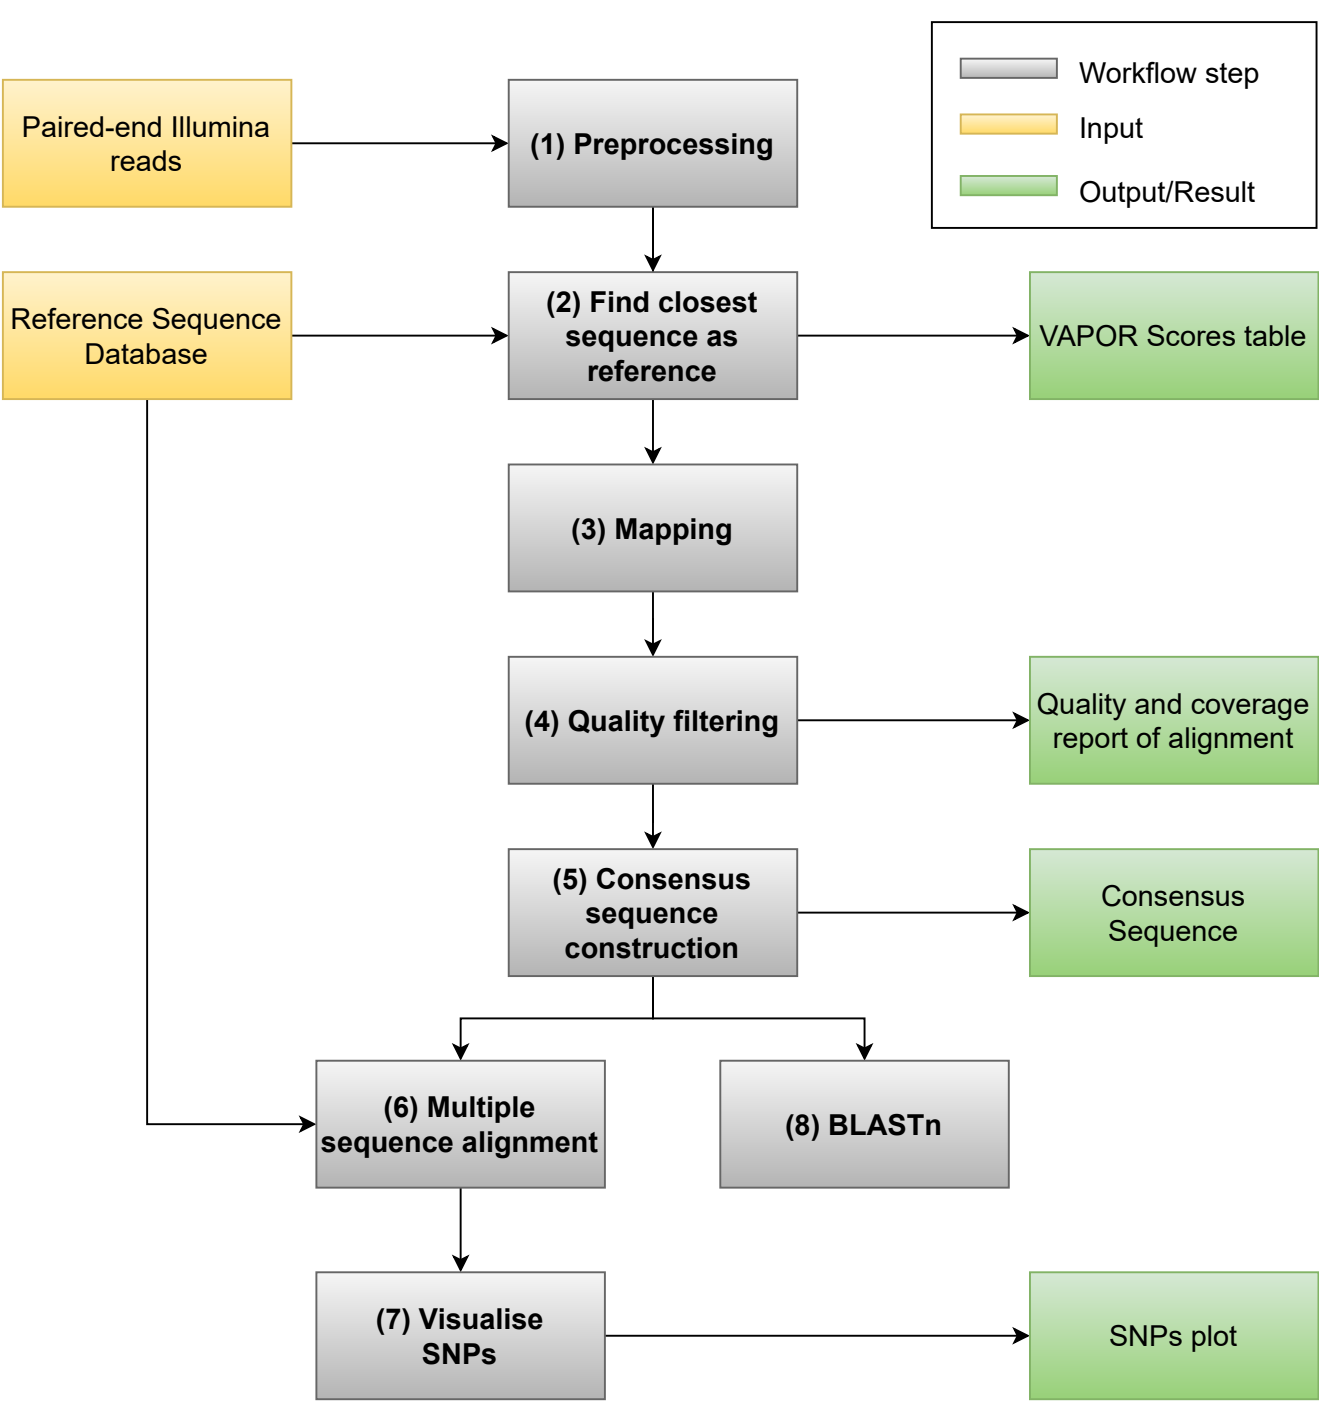 Workflow step
Input
Output/Result
Paired-end Illumina
reads
(1) Preprocessing
Reference Sequence
Database
(2) Find closest
sequence as
reference
VAPOR Scores table
(3) Mapping
(4) Quality filtering
Quality and coverage
report of alignment
(5) Consensus
sequence
construction
Consensus
Sequence
(6) Multiple
sequence alignment
(8) BLASTn
(7) Visualise
SNPs
SNPs plot